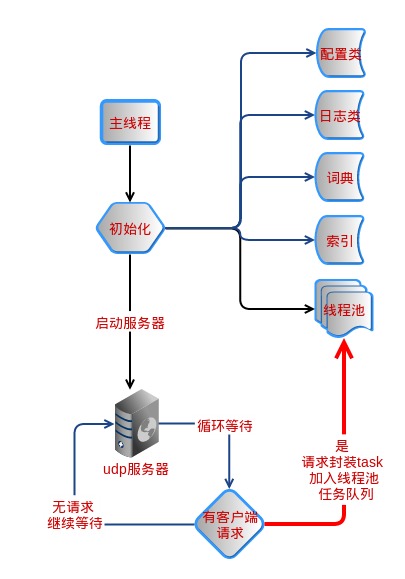 配置类
日志类
主线程
词典
初始化
索引
线程池
启动服务器
循环等待
udp服务器
是
请求封装task
加入线程池
任务队列
无请求
继续等待
有客户端
请求